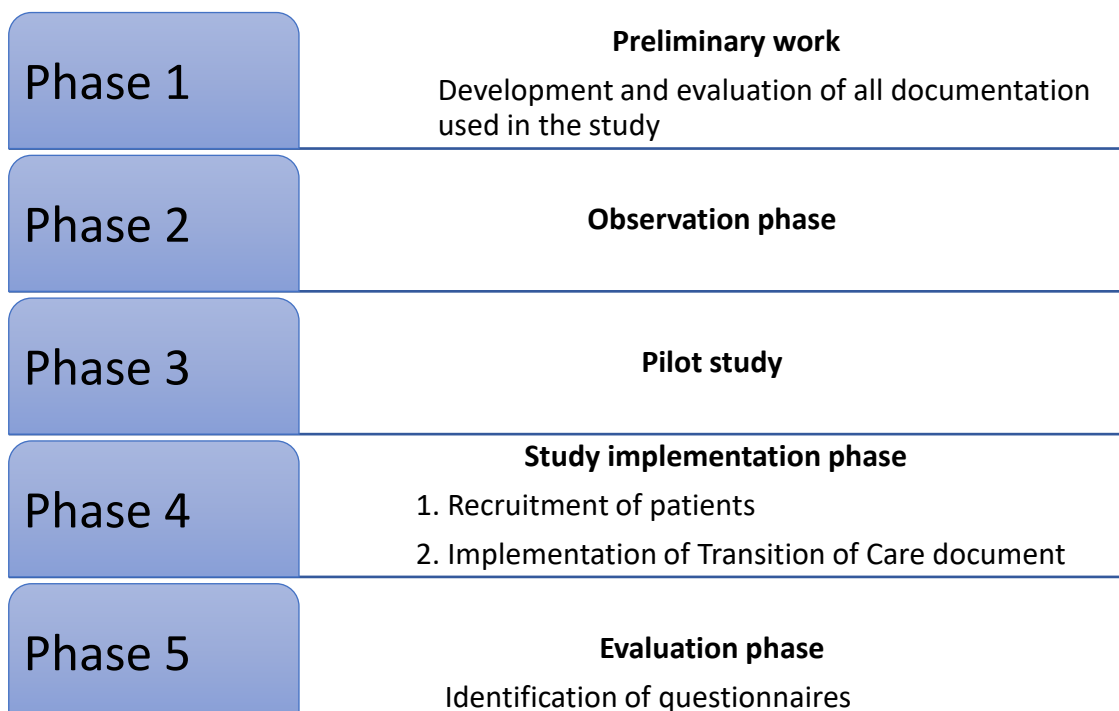 Phase 1
Preliminary work
Development and evaluation of all documentation
used in the study
Phase 2
Observation phase
Phase 3
Pilot study
Phase 4
Study implementation phase
1. Recruitment of patients
2. Implementation of Transition of Care document
Phase 5
Evaluation phase
Identification of questionnaires